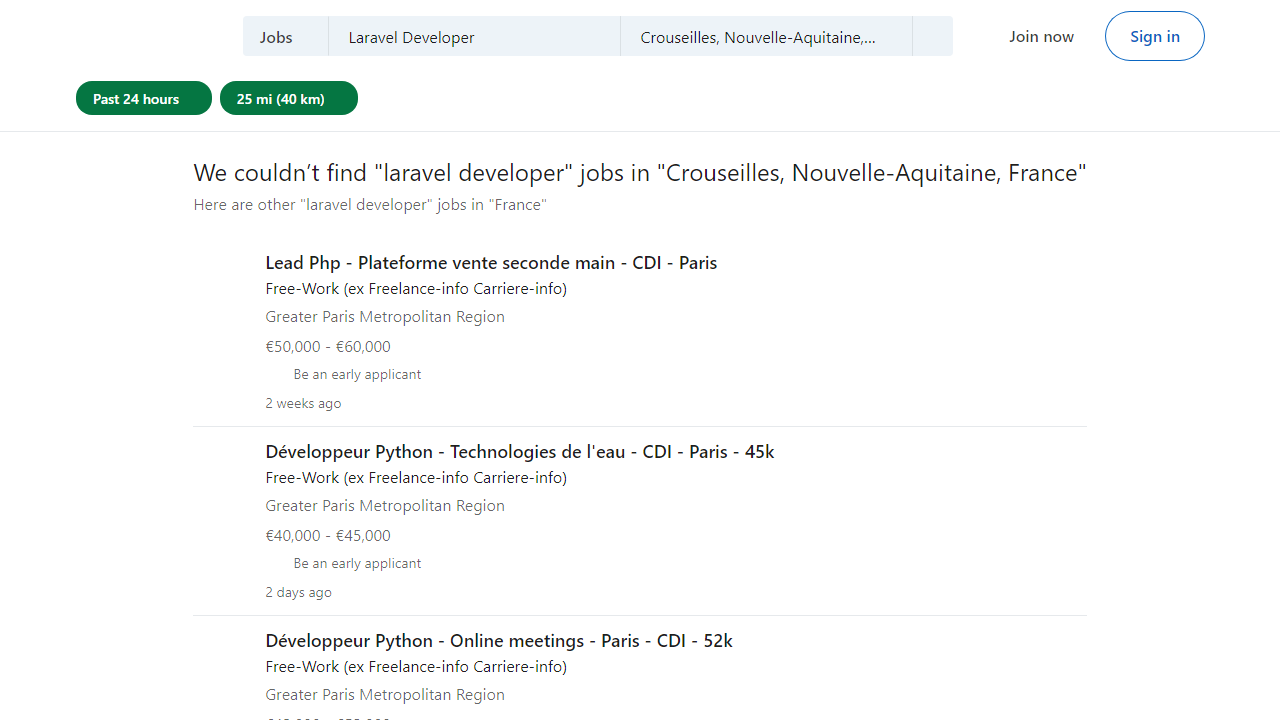 Jobs
Laravel Developer
Crouseilles, Nouvelle-Aquitaine,...
Join now
Sign in
Past 24 hours
25 mi (40 km)
We couldn’t find "laravel developer" jobs in "Crouseilles, Nouvelle-Aquitaine, France"
Here are other "laravel developer" jobs in "France"
Lead Php - Plateforme vente seconde main - CDI - Paris
Free-Work (ex Freelance-info Carriere-info)
Greater Paris Metropolitan Region
€50,000 - €60,000
Be an early applicant
2 weeks ago
Développeur Python - Technologies de l'eau - CDI - Paris - 45k
Free-Work (ex Freelance-info Carriere-info)
Greater Paris Metropolitan Region
€40,000 - €45,000
Be an early applicant
2 days ago
Développeur Python - Online meetings - Paris - CDI - 52k
Free-Work (ex Freelance-info Carriere-info)
Greater Paris Metropolitan Region